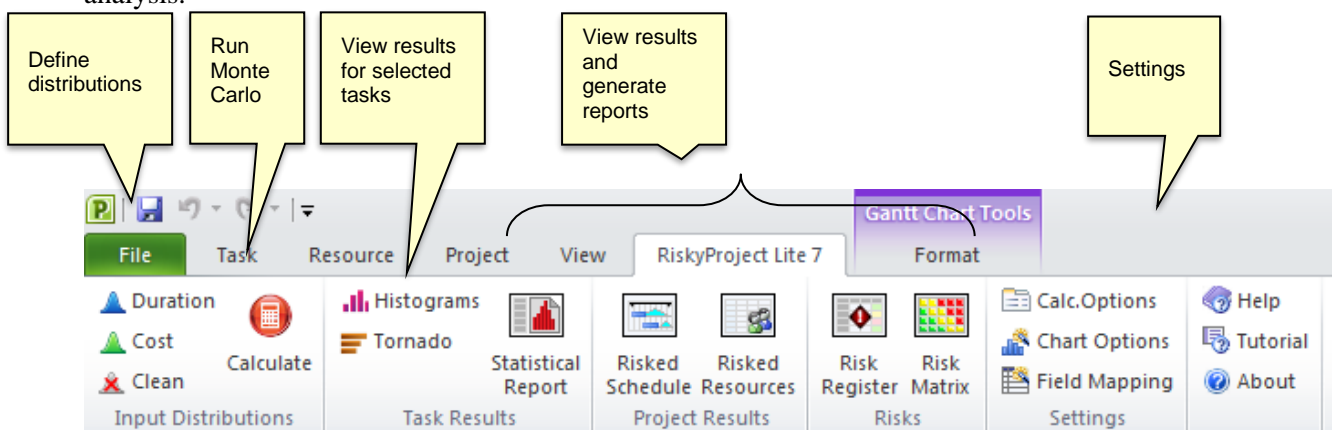 analysis.
Define
distributions
Run
Monte
Carlo
View results
for selected
tasks
View results
and
generate
reports
Settings
P
Gantt Chart Tools
File Task Resource Project View RiskyProject Lite 7 Format
Duration
Cost
Clean
Calculate
Input Distributions
Histograms
Tornado
Statistical
Report
Task Results
Risked
Schedule
Risked
Resources
Project Results
Risk
Register
Risk
Matrix
Risks
Calc.Options
Chart Options
Field Mapping
Settings
Help
Tutorial
About